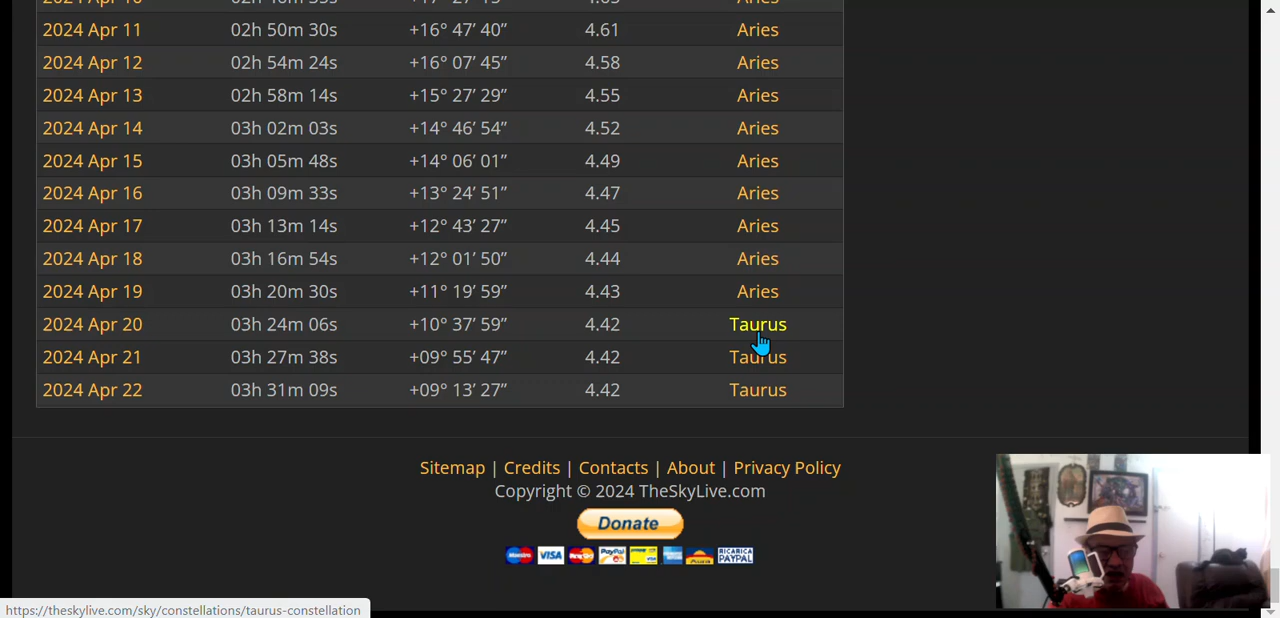 2024 Apr 11 02h 50m 30s +16° 47’ 40” 4.61 Aries
2024 Apr 12 02h 54m 24s +16° 07’ 45” 4.58 Aries
2024 Apr 13 02h 58m 14s +15° 27’ 29” 4.55 Aries
2024 Apr 14 03h 02m 03s +14° 46’ 54” 4.52 Aries
2024 Apr 15 03h 05m 48s +14° 06’ 01” 4.49 Aries
2024 Apr 16 03h 09m 33s +13° 24’ 51” 4.47 Aries
2024 Apr 17 03h 13m 14s +12° 43’ 27” 4.45 Aries
2024 Apr 18 03h 16m 54s +12° 01’ 50” 4.44 Aries
2024 Apr 19 03h 20m 30s +11° 19’ 59” 4.43 Aries
2024 Apr 20 03h 24m 06s +10° 37’ 59” 4.42 Taurus
2024 Apr 21 03h 27m 38s +09° 55’ 47” 4.42 Taurus
2024 Apr 22 03h 31m 09s +09° 13’ 27” 4.42 Taurus
Sitemap | Credits | Contacts | About | Privacy Policy
Copyright © 2024 TheSkyLive.com
Donate
Maestro VISA PayPal RICARICA PAYPAL
https://theskylive.com/sky/constellations/taurus-constellation